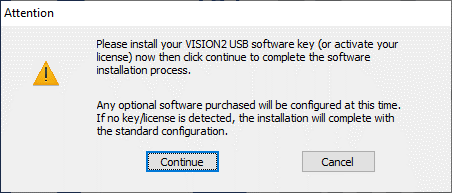 Attention
Please install your VISION2 USB software key (or activate your
license) now then click continue to complete the software
installation process.
Any optional software purchased will be configured at this time.
If no key/license is detected, the installation will complete with
the standard configuration.
Continue
Cancel